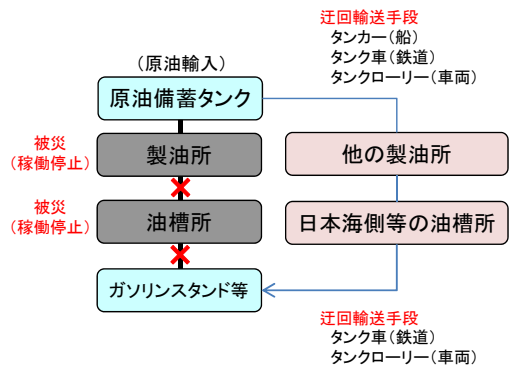 迂回輸送手段
タンカー(船)
タンク車(鉄道)
タンクローリー(車両)
(原油輸入)
原油備蓄タンク
被災
(稼働停止)
製油所
他の製油所
被災
(稼働停止)
油槽所
日本海側等の油槽所
ガソリンスタンド等
迂回輸送手段
タンク車(鉄道)
タンクローリー(車両)